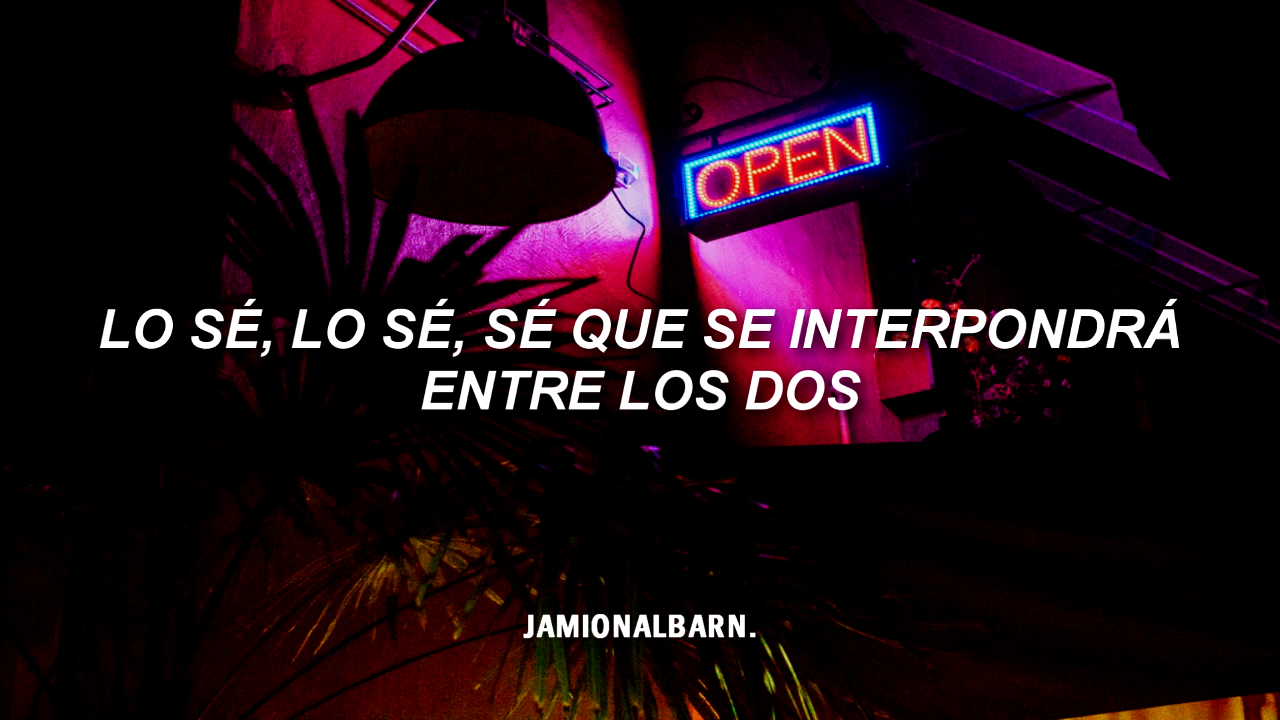 OPEN
LO SÉ, LO SÉ, SÉ QUE SE INTERPONDRÁ
ENTRE LOS DOS
JAMIONALBARN.